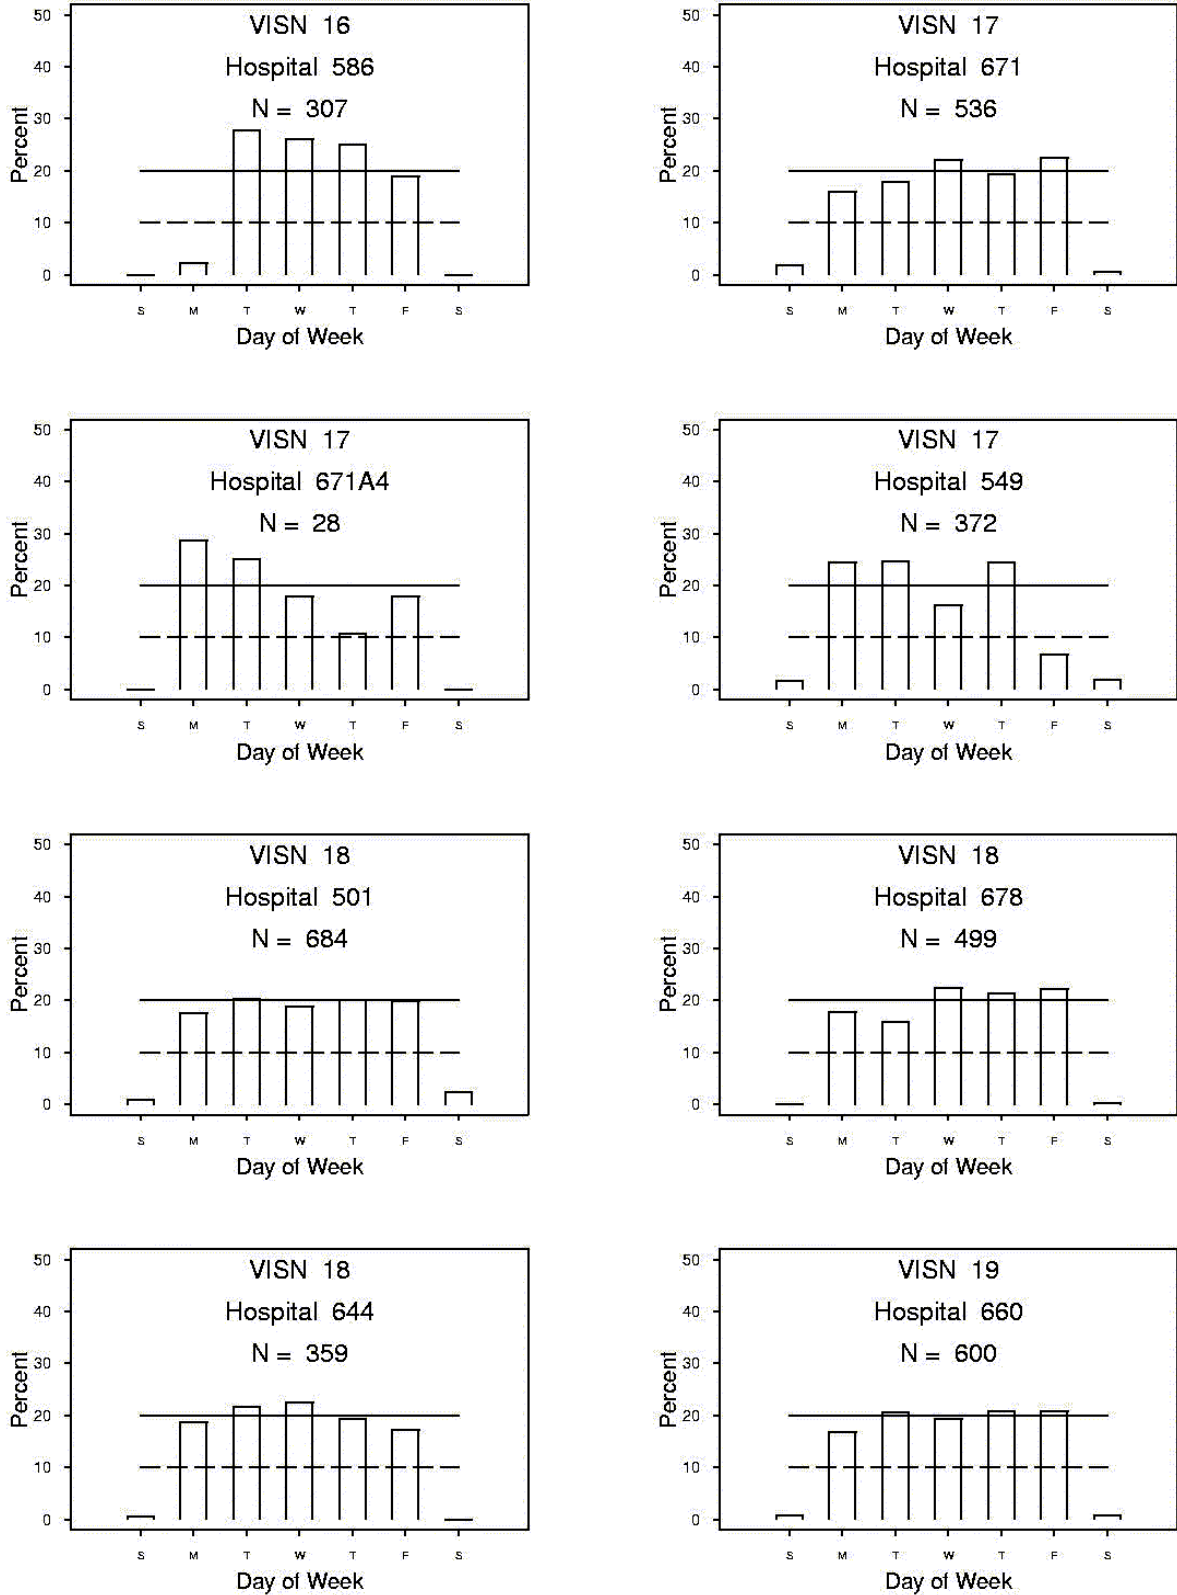 VISN 16
Hospital 586
N = 307
Percent
50
40
30
20
10
0
S M T W T F S
Day of Week
VISN 17
Hospital 671
N = 536
Percent
50
40
30
20
10
0
S M T W T F S
Day of Week
VISN 17
Hospital 671A4
N = 28
Percent
50
40
30
20
10
0
S M T W T F S
Day of Week
VISN 17
Hospital 549
N = 372
Percent
50
40
30
20
10
0
S M T W T F S
Day of Week
VISN 18
Hospital 501
N = 684
Percent
50
40
30
20
10
0
S M T W T F S
Day of Week
VISN 18
Hospital 678
N = 499
Percent
50
40
30
20
10
0
S M T W T F S
Day of Week
VISN 18
Hospital 644
N = 359
Percent
50
40
30
20
10
0
S M T W T F S
Day of Week
VISN 19
Hospital 660
N = 600
Percent
50
40
30
20
10
0
S M T W T F S
Day of Week